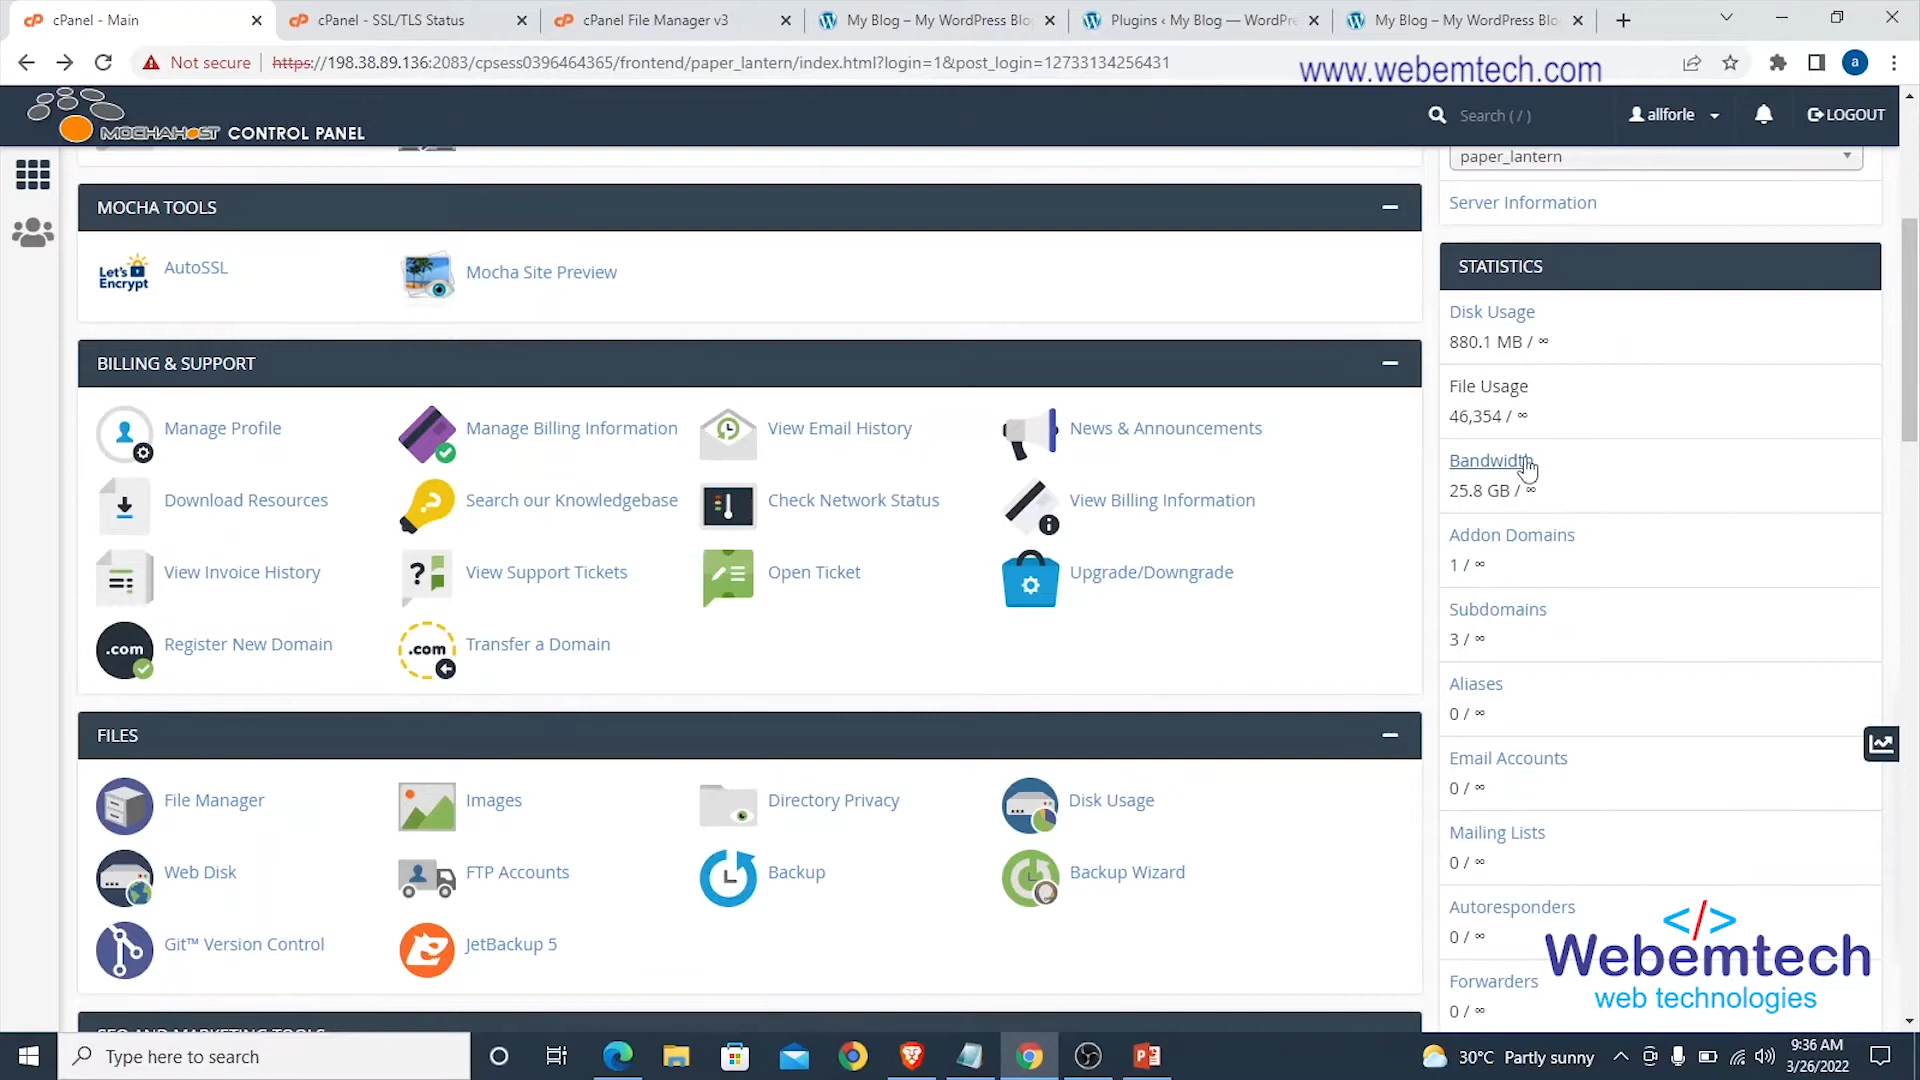 cPanel - Main
cPanel - SSL/TLS Status
cPanel File Manager v3
My Blog – My WordPress Blo
Plugins ‹ My Blog — WordPre
My Blog – My WordPress Blo
Not secure
https://198.38.89.136:2083/cpsess0396464365/frontend/paper_lantern/index.html?login=1&post_login=12733134256431
www.webemtech.com
a
MOCHAHOST CONTROL PANEL
Search ( / )
allforle
LOGOUT
paper_lantern
Server Information
MOCHA TOOLS
Let's Encrypt
AutoSSL
Mocha Site Preview
BILLING & SUPPORT
Manage Profile
Manage Billing Information
View Email History
News & Announcements
Download Resources
Search our Knowledgebase
Check Network Status
View Billing Information
View Invoice History
View Support Tickets
Open Ticket
Upgrade/Downgrade
.com
Register New Domain
.com
Transfer a Domain
FILES
File Manager
Images
Directory Privacy
Disk Usage
Web Disk
FTP Accounts
Backup
Backup Wizard
Git™ Version Control
JetBackup 5
SEO AND MARKETING TOOLS
STATISTICS
Disk Usage
880.1 MB / ∞
File Usage
46,354 / ∞
Bandwidth
25.8 GB / ∞
Addon Domains
1 / ∞
Subdomains
3 / ∞
Aliases
0 / ∞
Email Accounts
0 / ∞
Mailing Lists
0 / ∞
Autoresponders
0 / ∞
Forwarders
0 / ∞
</>
Webemtech
web technologies
Type here to search
30°C Partly sunny
9:36 AM
3/26/2022